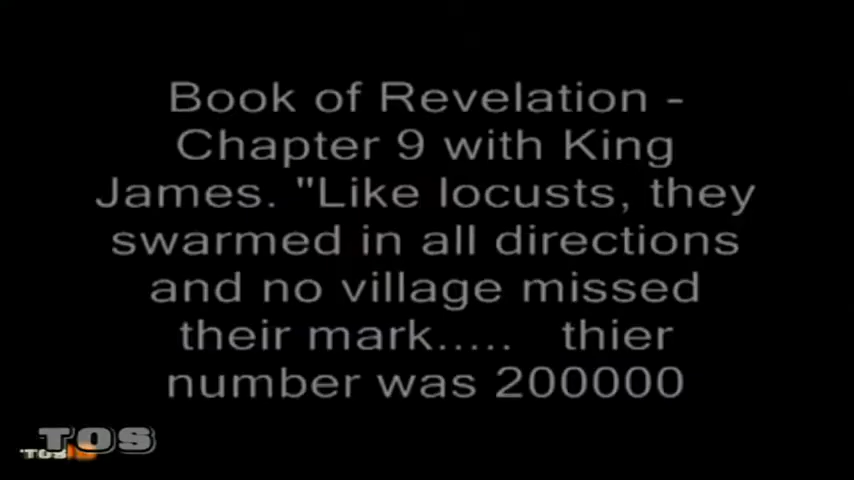 Book of Revelation -
Chapter 9 with King
James. "Like locusts, they
swarmed in all directions
and no village missed
their mark..... thier
number was 200000
TOS
TOS